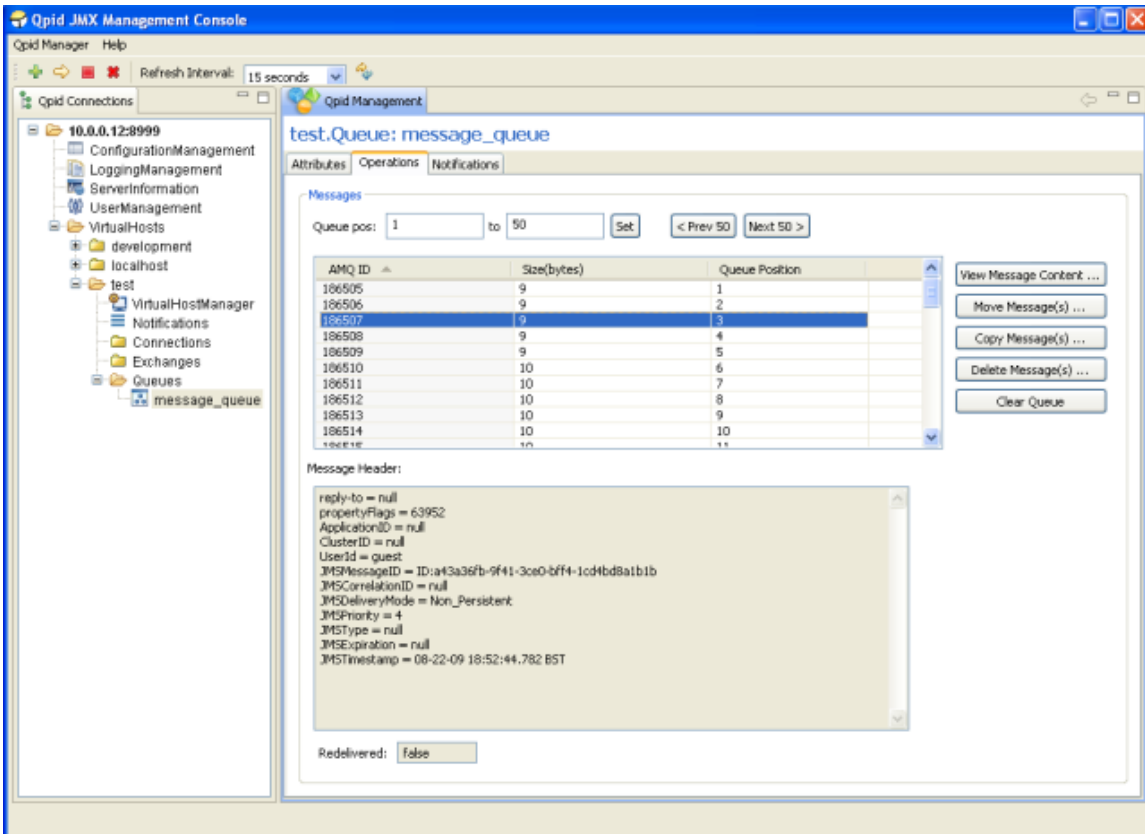 Qpid JMX Management Console
Qpid Manager Help
Refresh Interval: 15 seconds
Qpid Connections
10.0.0.12:8999
ConfigurationManagement
LoggingManagement
ServerInformation
UserManagement
VirtualHosts
development
localhost
test
VirtualHostManager
Notifications
Connections
Exchanges
Queues
message_queue
Qpid Management
test.Queue: message_queue
Attributes Operations Notifications
Messages
Queue pos: 1 to 50 Set < Prev 50 Next 50 >
AMQ ID Size(bytes) Queue Position
186505 9 1
186506 9 2
186507 9 3
186508 9 4
186509 9 5
186510 10 6
186511 10 7
186512 10 8
186513 10 9
186514 10 10
186515 10 11
View Message Content ...
Move Message(s) ...
Copy Message(s) ...
Delete Message(s) ...
Clear Queue
Message Header:
reply-to = null
propertyFlags = 63952
ApplicationID = null
ClusterID = null
UserId = guest
JMSMessageID = ID:a43a36fb-9f41-3ce0-bff4-1cd4bd8a1b1b
JMSCorrelationID = null
JMSDeliveryMode = Non_Persistent
JMSPriority = 4
JMSType = null
JMSExpiration = null
JMSTimestamp = 08-22-09 18:52:44.782 BST
Redelivered: false